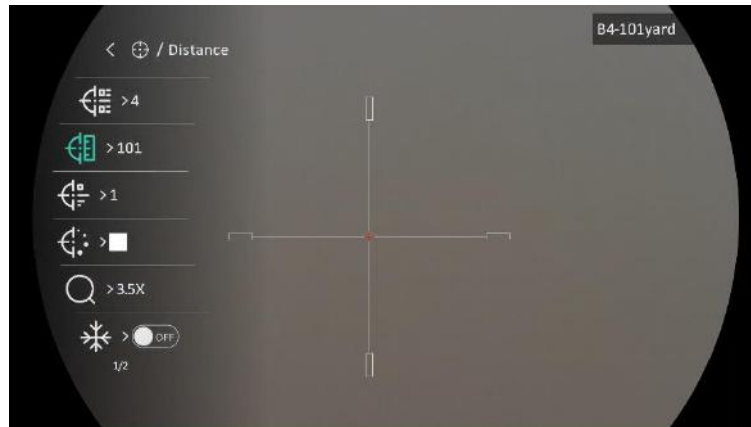 B4-101yard
< / Distance
>4
>101
>1
>
>3.5X
> OFF
1/2